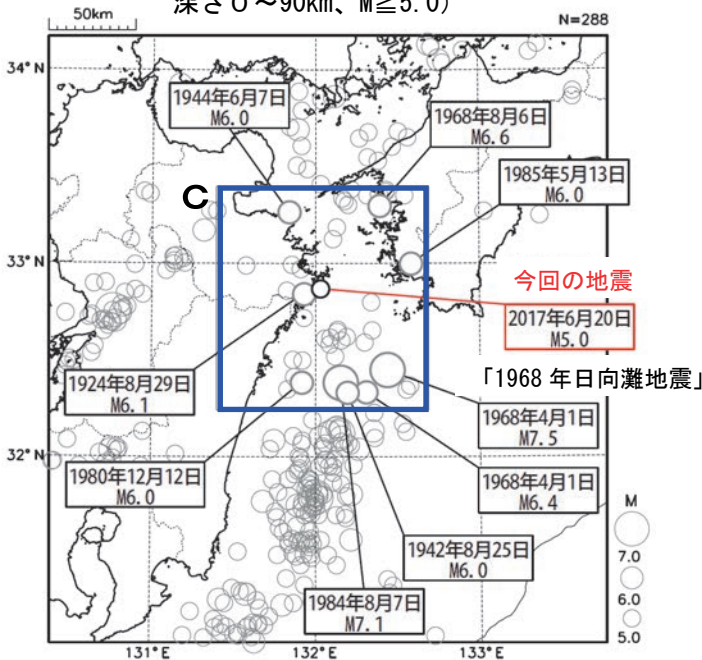 深さ0～90km、M≧5.0)
50km
N=288
34°N
1944年6月7日
M6.0
1968年8月6日
M6.6
C
1985年5月13日
M6.0
33°N
今回の地震
2017年6月20日
M5.0
1924年8月29日
M6.1
「1968年日向灘地震」
1968年4月1日
M7.5
32°N
1980年12月12日
M6.0
1968年4月1日
M6.4
M
7.0
6.0
5.0
1942年8月25日
M6.0
1984年8月7日
M7.1
131°E
132°E
133°E